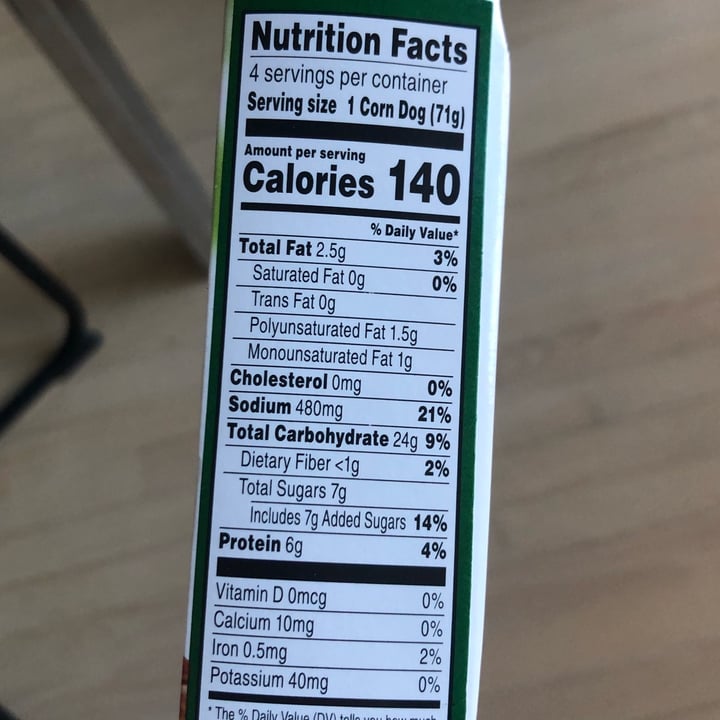 Nutrition Facts
4 servings per container
Serving size 1 Corn Dog (71g)
Amount per serving
Calories 140
% Daily Value*
Total Fat 2.5g 3%
Saturated Fat 0g 0%
Trans Fat 0g
Polyunsaturated Fat 1.5g
Monounsaturated Fat 1g
Cholesterol 0mg 0%
Sodium 480mg 21%
Total Carbohydrate 24g 9%
Dietary Fiber <1g 2%
Total Sugars 7g
Includes 7g Added Sugars 14%
Protein 6g 4%
Vitamin D 0mcg 0%
Calcium 10mg 0%
Iron 0.5mg 2%
Potassium 40mg 0%
* The % Daily Value (DV) tells you how much